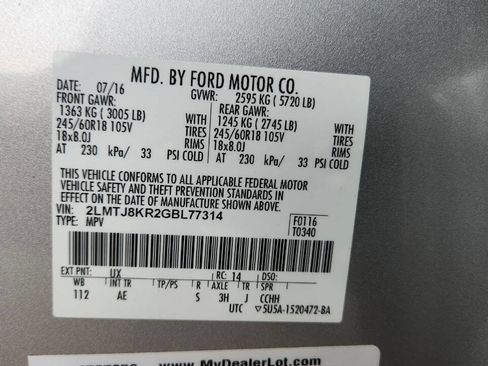 MFD. BY FORD MOTOR CO.
DATE: 07/16 GVWR: 2595 KG ( 5720 LB)
FRONT GAWR: REAR GAWR:
1363 KG ( 3005 LB) WITH 1245 KG ( 2745 LB) WITH
245/60R18 105V TIRES 245/60R18 105V TIRES
18x8.0J RIMS 18x8.0J RIMS
AT 230 kPa/ 33 PSI COLD AT 230 kPa/ 33 PSI COLD
THIS VEHICLE CONFORMS TO ALL APPLICABLE FEDERAL MOTOR
VEHICLE SAFETY AND THEFT PREVENTION STANDARDS IN
EFFECT ON THE DATE OF MANUFACTURE SHOWN ABOVE.
VIN: 2LMTJ8KR2GBL77314 F0116
TYPE: MPV T0340
EXT PNT: UX RC: 14 DSO:
WB INT TR TP/PS R AXLE TR SPR
112 AE S 3H J CCHH
UTC ▽5U5A-1520472-BA
www.MyDealerLot.com